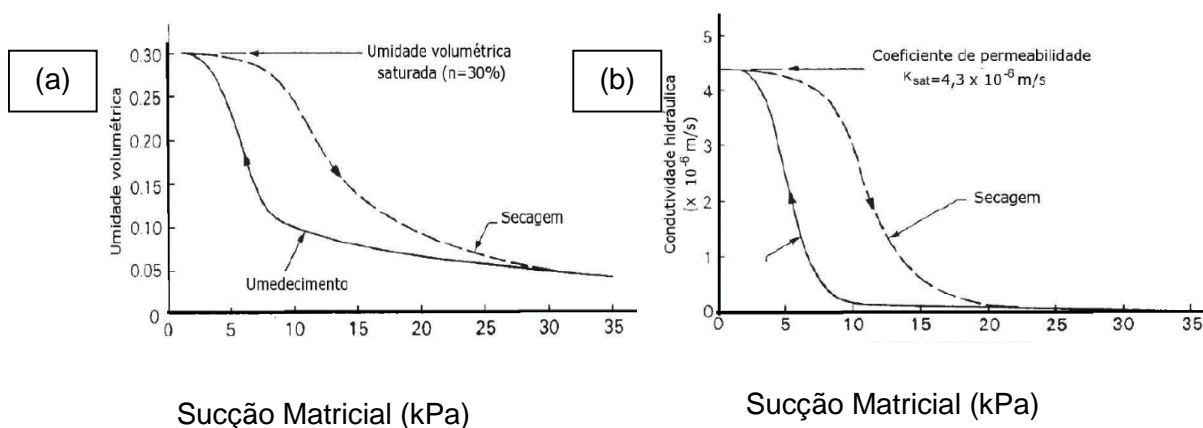 (a)
Umidade volumétrica
0.30
0.25
0.20
0.15
0.10
0.05
0
Umidade volumétrica
saturada (n=30%)
Secagem
Umedecimento
0 5 10 15 20 25 30 35
Sucção Matricial (kPa)
(b)
Condutividade hidráulica
(x 10⁻⁶ m/s)
5
4
3
2
1
0
Coeficiente de permeabilidade
Ksat=4,3 x 10⁻⁶ m/s
Secagem
0 5 10 15 20 25 30 35
Sucção Matricial (kPa)